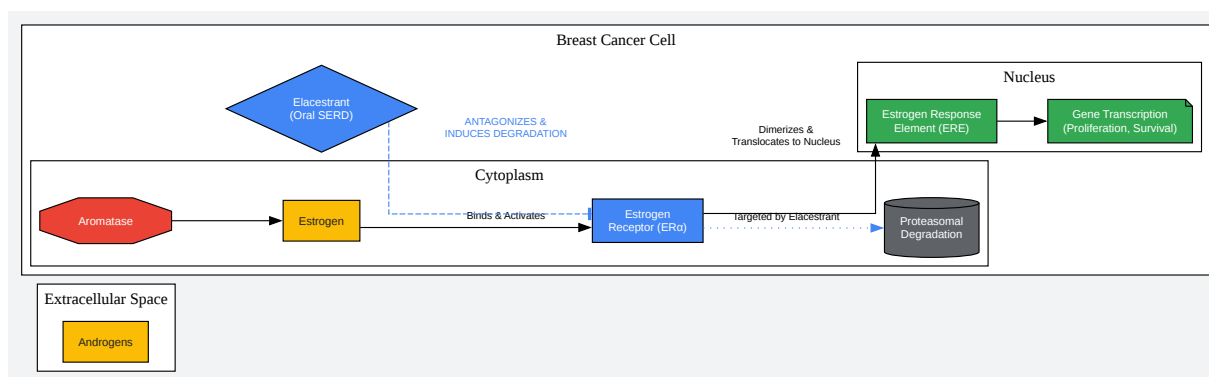 Breast Cancer Cell
Elacestrant
(Oral SERD)
ANTAGONIZES &
INDUCES DEGRADATION
Dimerizes &
Translocates to Nucleus
Nucleus
Estrogen Response
Element (ERE)
Gene Transcription
(Proliferation, Survival)
Cytoplasm
Aromatase
Estrogen
Binds & Activates
Estrogen
Receptor (ERα)
Targeted by Elacestrant
Proteasomal
Degradation
Extracellular Space
Androgens